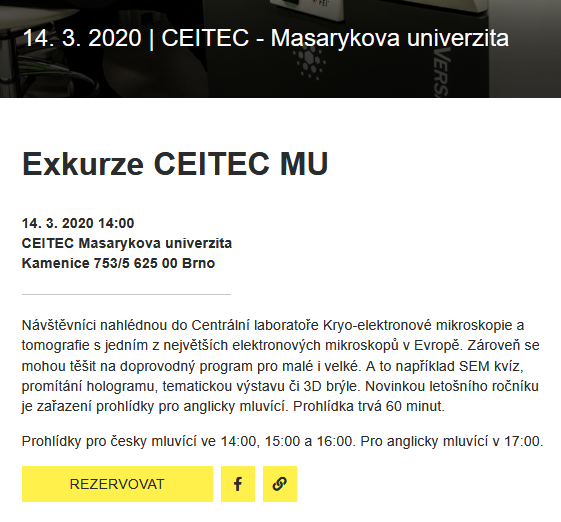 14. 3. 2020 | CEITEC - Masarykova univerzita
Exkurze CEITEC MU
14. 3. 2020 14:00
CEITEC Masarykova univerzita
Kamenice 753/5 625 00 Brno
Návštěvníci nahlédnou do Centrální laboratoře Kryo-elektronové mikroskopie a
tomografie s jedním z největších elektronových mikroskopů v Evropě. Zároveň se
mohou těšit na doprovodný program pro malé i velké. A to například SEM kvíz,
promítání hologramu, tematickou výstavu či 3D brýle. Novinkou letošního ročníku
je zařazení prohlídky pro anglicky mluvící. Prohlídka trvá 60 minut.
Prohlídky pro česky mluvící ve 14:00, 15:00 a 16:00. Pro anglicky mluvící v 17:00.
REZERVOVAT